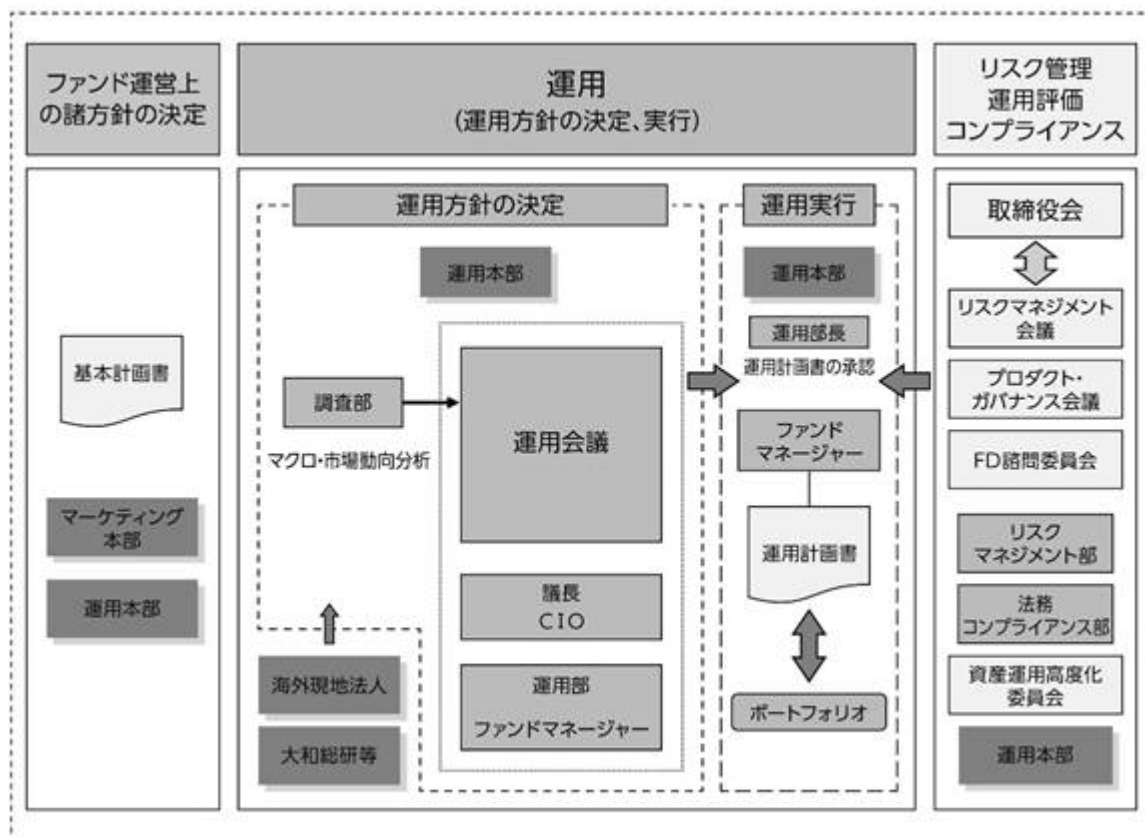 ファンド運営上
の諸方針の決定
運用
(運用方針の決定、実行)
リスク管理
運用評価
コンプライアンス
基本計画書
マーケティング
本部
運用本部
運用方針の決定
運用本部
調査部
マクロ・市場動向分析
運用会議
議長
CIO
運用部
ファンドマネージャー
海外現地法人
大和総研等
運用実行
運用本部
運用部長
運用計画書の承認
ファンド
マネージャー
運用計画書
ポートフォリオ
取締役会
リスクマネジメント
会議
プロダクト・
ガバナンス会議
FD諮問委員会
リスク
マネジメント部
法務
コンプライアンス部
資産運用高度化
委員会
運用本部